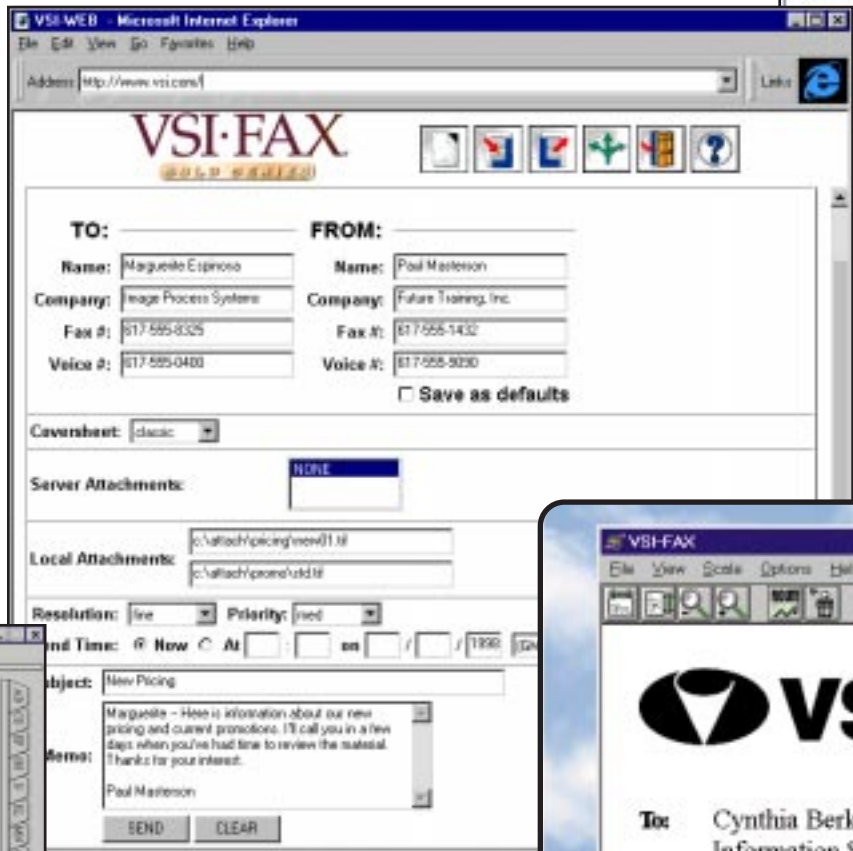 VSI-WEB - Microsoft Internet Explorer
File Edit View Go Favorites Help
Address http://www.vsi.com/ Links
VSI·FAX
GOLD SERIES
TO: FROM:
Name: Marguerite Espinosa Name: Paul Masterson
Company: Image Process Systems Company: Future Training, Inc.
Fax #: 617-555-8325 Fax #: 617-555-1432
Voice #: 617-555-0400 Voice #: 617-555-9090
Save as defaults
Coversheet: classic
Server Attachments: NONE
Local Attachments: c:\attach\pricing\new01.tif
c:\attach\promo\std.tif
Resolution: fine Priority: med
end Time: Now At : on / / 1998
ubject: New Pricing
Memo: Marguerite - Here is information about our new
pricing and current promotions. I'll call you in a few
days when you've had time to review the material.
Thanks for your interest.
Paul Masterson
SEND CLEAR
VSI-FAX
File View Scale Options Hel
VS
To: Cynthia Berk
Information S